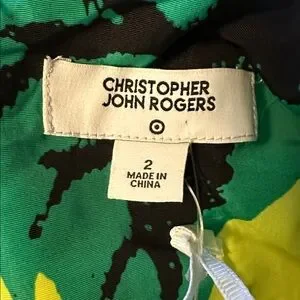 CHRISTOPHER
JOHN ROGERS
2
MADE IN
CHINA